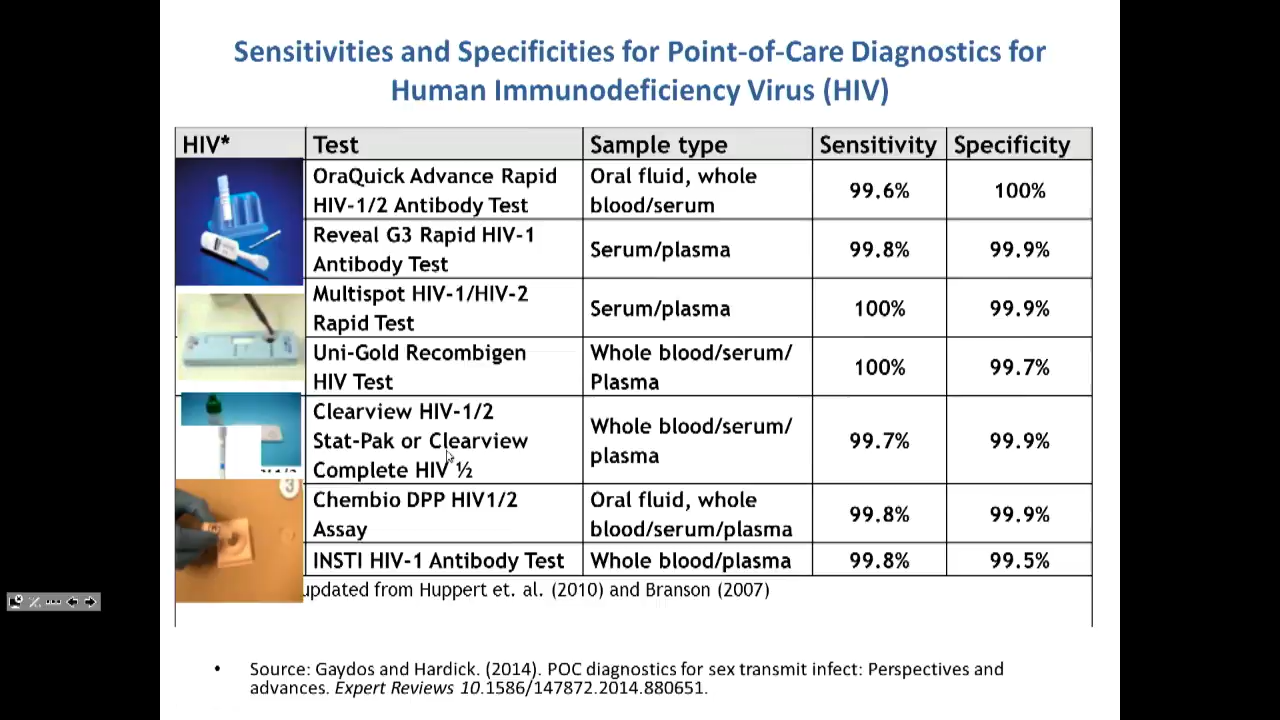 Sensitivities and Specificities for Point-of-Care Diagnostics for
Human Immunodeficiency Virus (HIV)
HIV* Test Sample type Sensitivity Specificity
OraQuick Advance Rapid
HIV-1/2 Antibody Test
Oral fluid, whole
blood/serum
99.6% 100%
Reveal G3 Rapid HIV-1
Antibody Test
Serum/plasma
99.8% 99.9%
Multispot HIV-1/HIV-2
Rapid Test
Serum/plasma
100% 99.9%
Uni-Gold Recombigen
HIV Test
Whole blood/serum/
Plasma
100% 99.7%
Clearview HIV-1/2
Stat-Pak or Clearview
Complete HIV ½
Whole blood/serum/
plasma
99.7% 99.9%
3
Chembio DPP HIV1/2
Assay
Oral fluid, whole
blood/serum/plasma
99.8% 99.9%
INSTI HIV-1 Antibody Test Whole blood/plasma 99.8% 99.5%
updated from Huppert et. al. (2010) and Branson (2007)
• Source: Gaydos and Hardick. (2014). POC diagnostics for sex transmit infect: Perspectives and
advances. Expert Reviews 10.1586/147872.2014.880651.